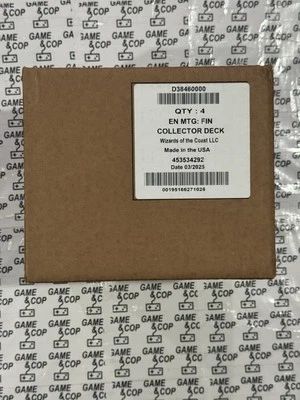 D38460000
QTY : 4
EN MTG: FIN
COLLECTOR DECK
Wizards of the Coast LLC
Made in the USA
453534292
Date 03/2025
00195166271026
GAME
&COP